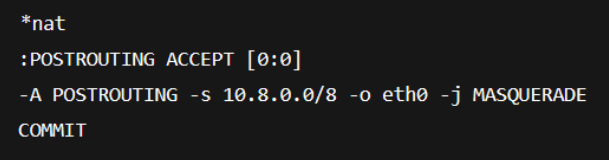 *nat
:POSTROUTING ACCEPT [0:0]
-A POSTROUTING -s 10.8.0.0/8 -o eth0 -j MASQUERADE
COMMIT